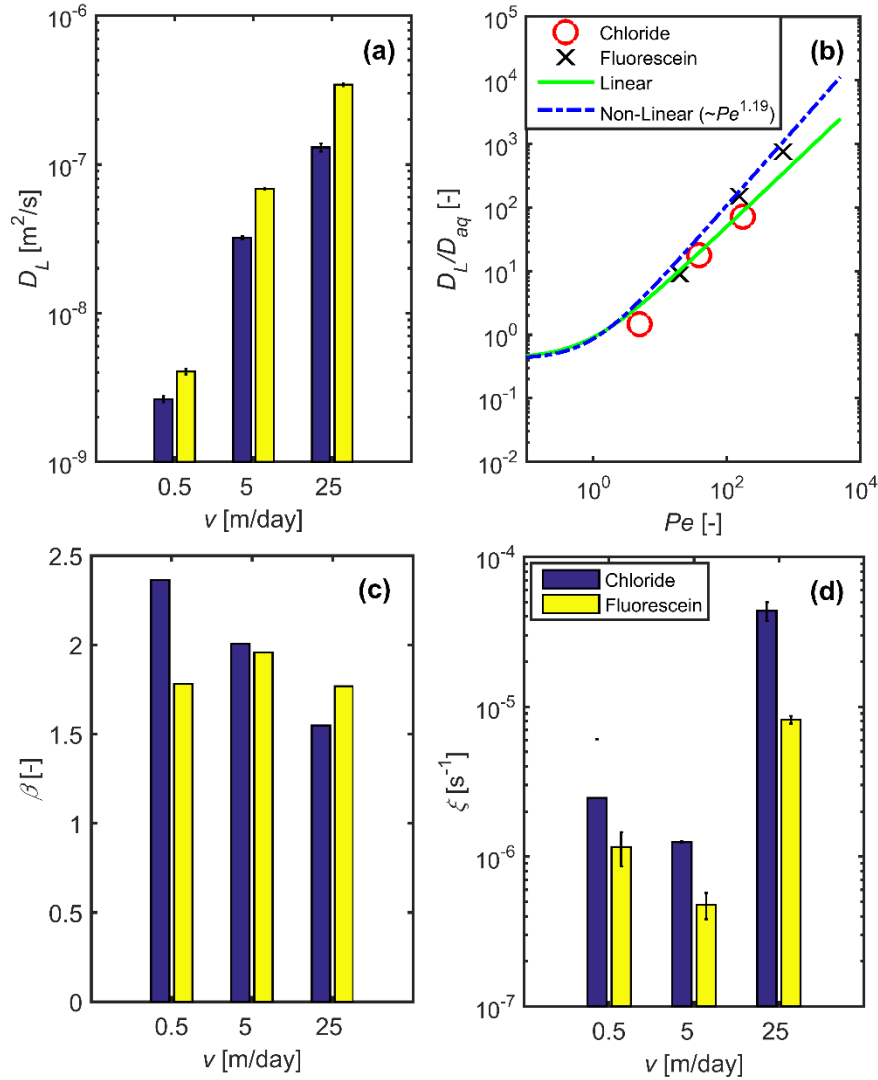 (a)
10^-6
10^-7
10^-8
10^-9
D_L [m^2/s]
0.5 5 25
v [m/day]
(b)
Chloride
Fluorescein
Linear
Non-Linear (~Pe^1.19)
10^5
10^4
10^3
10^2
10^1
10^0
10^-1
10^-2
D_L/D_aq [-]
10^0 10^2 10^4
Pe [-]
(c)
2.5
2
1.5
1
0.5
0
β [-]
0.5 5 25
v [m/day]
(d)
Chloride
Fluorescein
10^-4
10^-5
10^-6
10^-7
ξ [s^-1]
0.5 5 25
v [m/day]